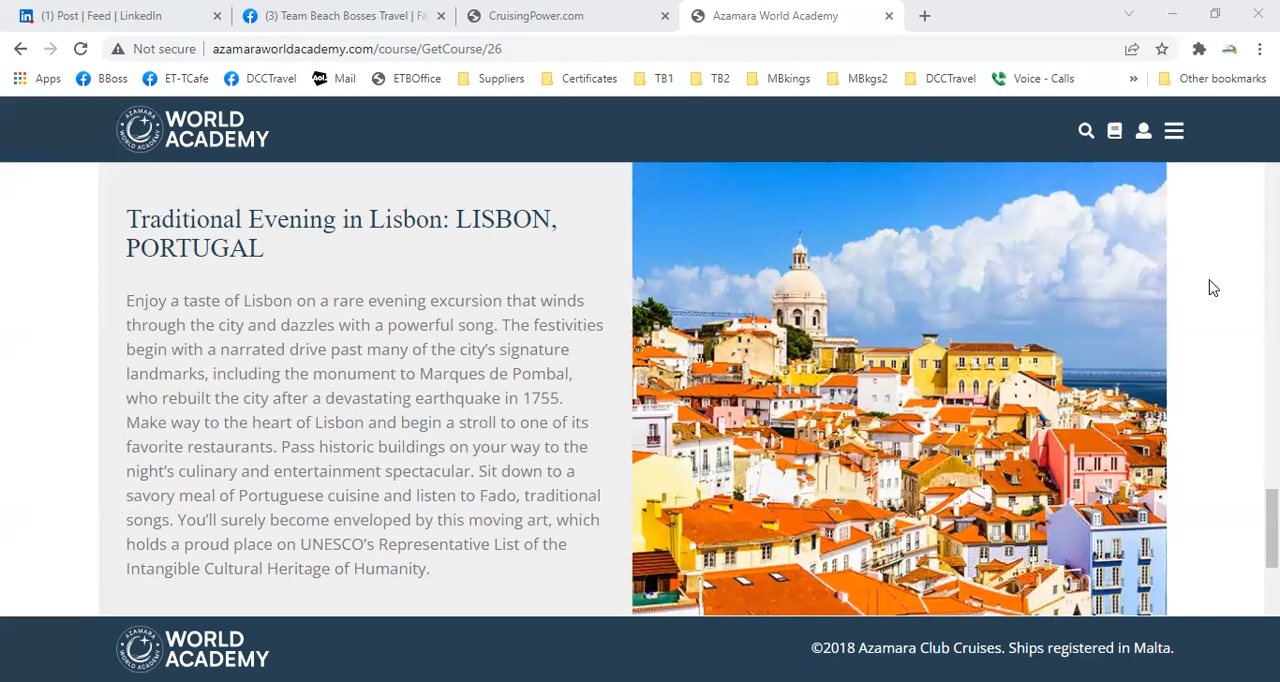 (1) Post | Feed | LinkedIn
(3) Team Beach Bosses Travel | Fa
CruisingPower.com
Azamara World Academy
Not secure
azamaraworldacademy.com/course/GetCourse/26
Apps
BBoss
ET-TCafe
DCCTravel
Aol.
Mail
ETBOffice
Suppliers
Certificates
TB1
TB2
MBkings
MBkgs2
DCCTravel
Voice - Calls
»
Other bookmarks
AZAMARA WORLD ACADEMY
WORLD
ACADEMY
Traditional Evening in Lisbon: LISBON,
PORTUGAL
Enjoy a taste of Lisbon on a rare evening excursion that winds
through the city and dazzles with a powerful song. The festivities
begin with a narrated drive past many of the city’s signature
landmarks, including the monument to Marques de Pombal,
who rebuilt the city after a devastating earthquake in 1755.
Make way to the heart of Lisbon and begin a stroll to one of its
favorite restaurants. Pass historic buildings on your way to the
night’s culinary and entertainment spectacular. Sit down to a
savory meal of Portuguese cuisine and listen to Fado, traditional
songs. You’ll surely become enveloped by this moving art, which
holds a proud place on UNESCO’s Representative List of the
Intangible Cultural Heritage of Humanity.
AZAMARA WORLD ACADEMY
WORLD
ACADEMY
©2018 Azamara Club Cruises. Ships registered in Malta.